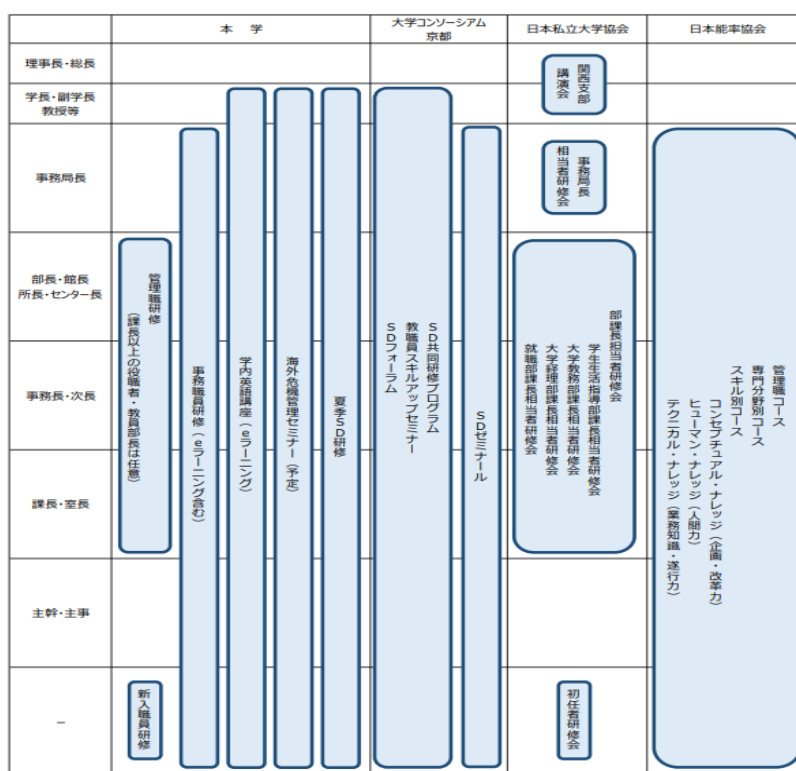 本　学
大学コンソーシアム
京都
日本私立大学協会
日本能率協会
理事長・総長
学長・副学長
教授等
事務局長
部長・館長
所長・センター長
事務長・次長
課長・室長
主幹・主事
－
管理職研修
（課長以上の役職者・教員部長は任意）
新入職員研修
事務職員研修（eラーニング含む）
学内英語講座（eラーニング）
海外危機管理セミナー（予定）
夏季SD研修
SD共同研修プログラム
教職員スキルアップセミナー
SDフォーラム
SDゼミナール
関西支部
講演会
事務局長
相当者研修会
部課長担当者研修会
学生生活指導部課長相当者研修会
大学教務部課長相当者研修会
大学経理部課長相当者研修会
就職部課長相当者研修会
初任者研修会
管理職コース
専門分野別コース
スキル別コース
コンセプチュアル・ナレッジ（企画・改革力）
ヒューマン・ナレッジ（人間力）
テクニカル・ナレッジ（業務知識・遂行力）